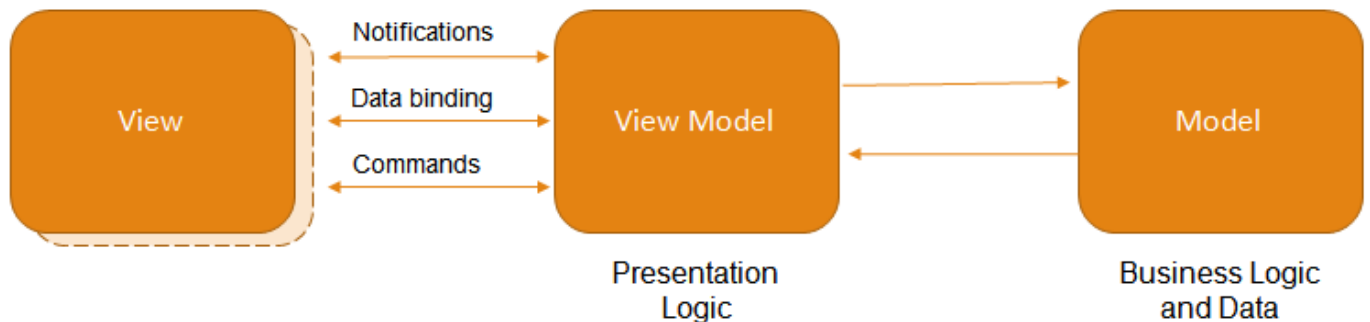 Notifications
View
Data binding
View Model
Model
Commands
Presentation
Logic
Business Logic
and Data